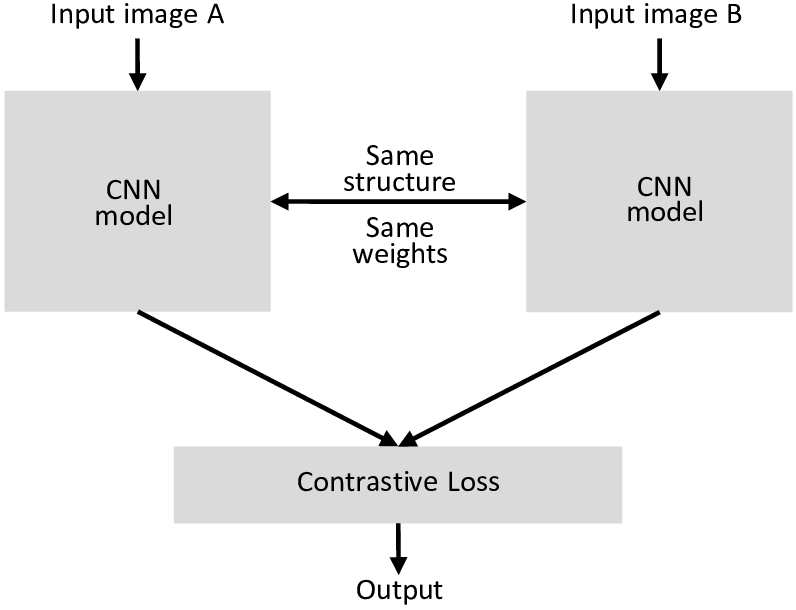 Input image A
Input image B
CNN
model
Same
structure
Same
weights
CNN
model
Contrastive Loss
Output